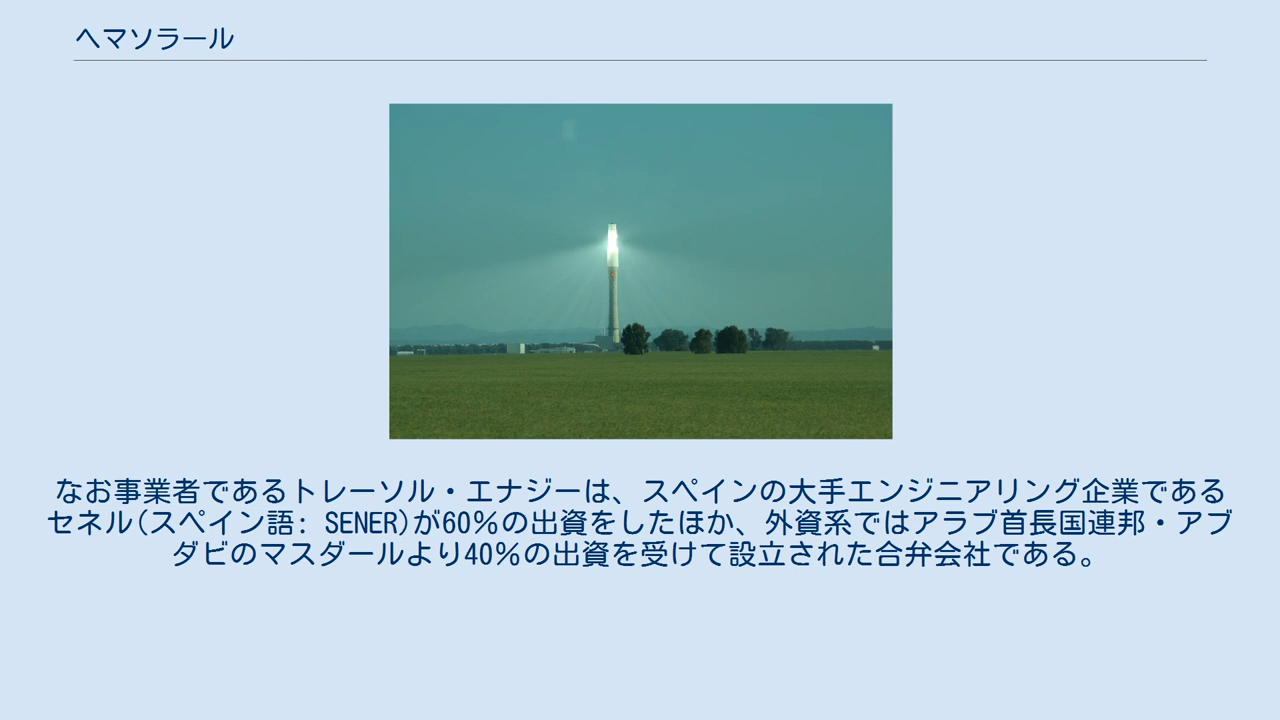 ヘマソラール
なお事業者であるトレーソル・エナジーは、スペインの大手エンジニアリング企業である
セネル(スペイン語: SENER)が60％の出資をしたほか、外資系ではアラブ首長国連邦・アブ
ダビのマスダールより40％の出資を受けて設立された合弁会社である。